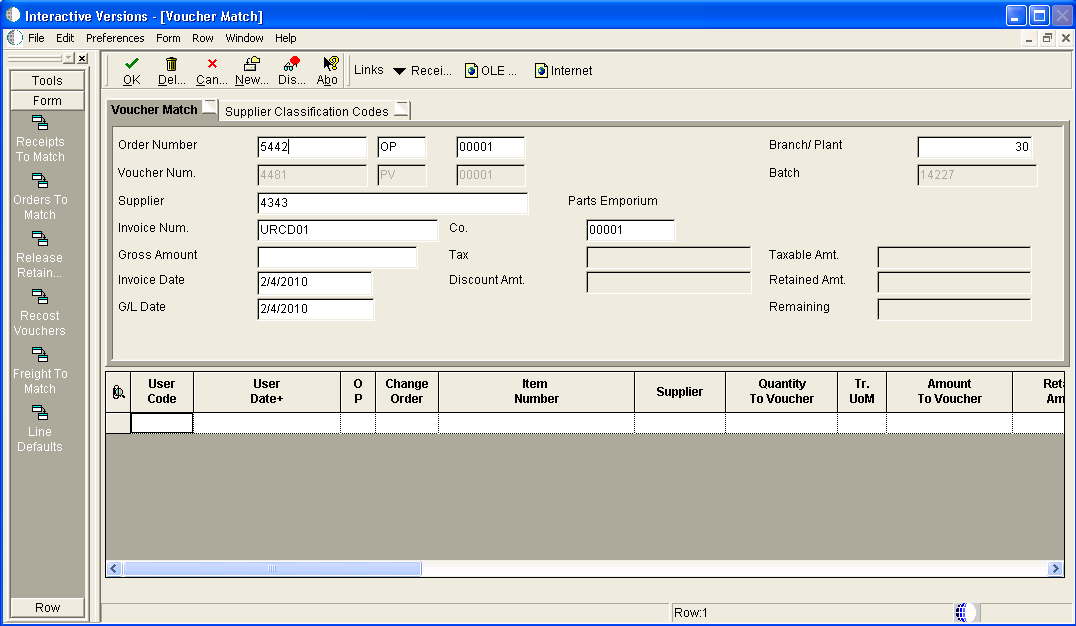 Interactive Versions - [Voucher Match]
File Edit Preferences Form Row Window Help
OK Del... Can... New... Dis... Abo Links Recei... OLE ... Internet
Tools
Form
Receipts
To Match
Orders To
Match
Release
Retain...
Recost
Vouchers
Freight To
Match
Line
Defaults
Row
Voucher Match Supplier Classification Codes
Order Number 5442 OP 00001 Branch/ Plant 30
Voucher Num. 4481 PV 00001 Batch 14227
Supplier 4343 Parts Emporium
Invoice Num. URCD01 Co. 00001
Gross Amount Tax Taxable Amt.
Invoice Date 2/4/2010 Discount Amt. Retained Amt.
G/L Date 2/4/2010 Remaining
User Code
User Date+
O P
Change Order
Item Number
Supplier
Quantity To Voucher
Tr. UoM
Amount To Voucher
Reta Am
Row:1